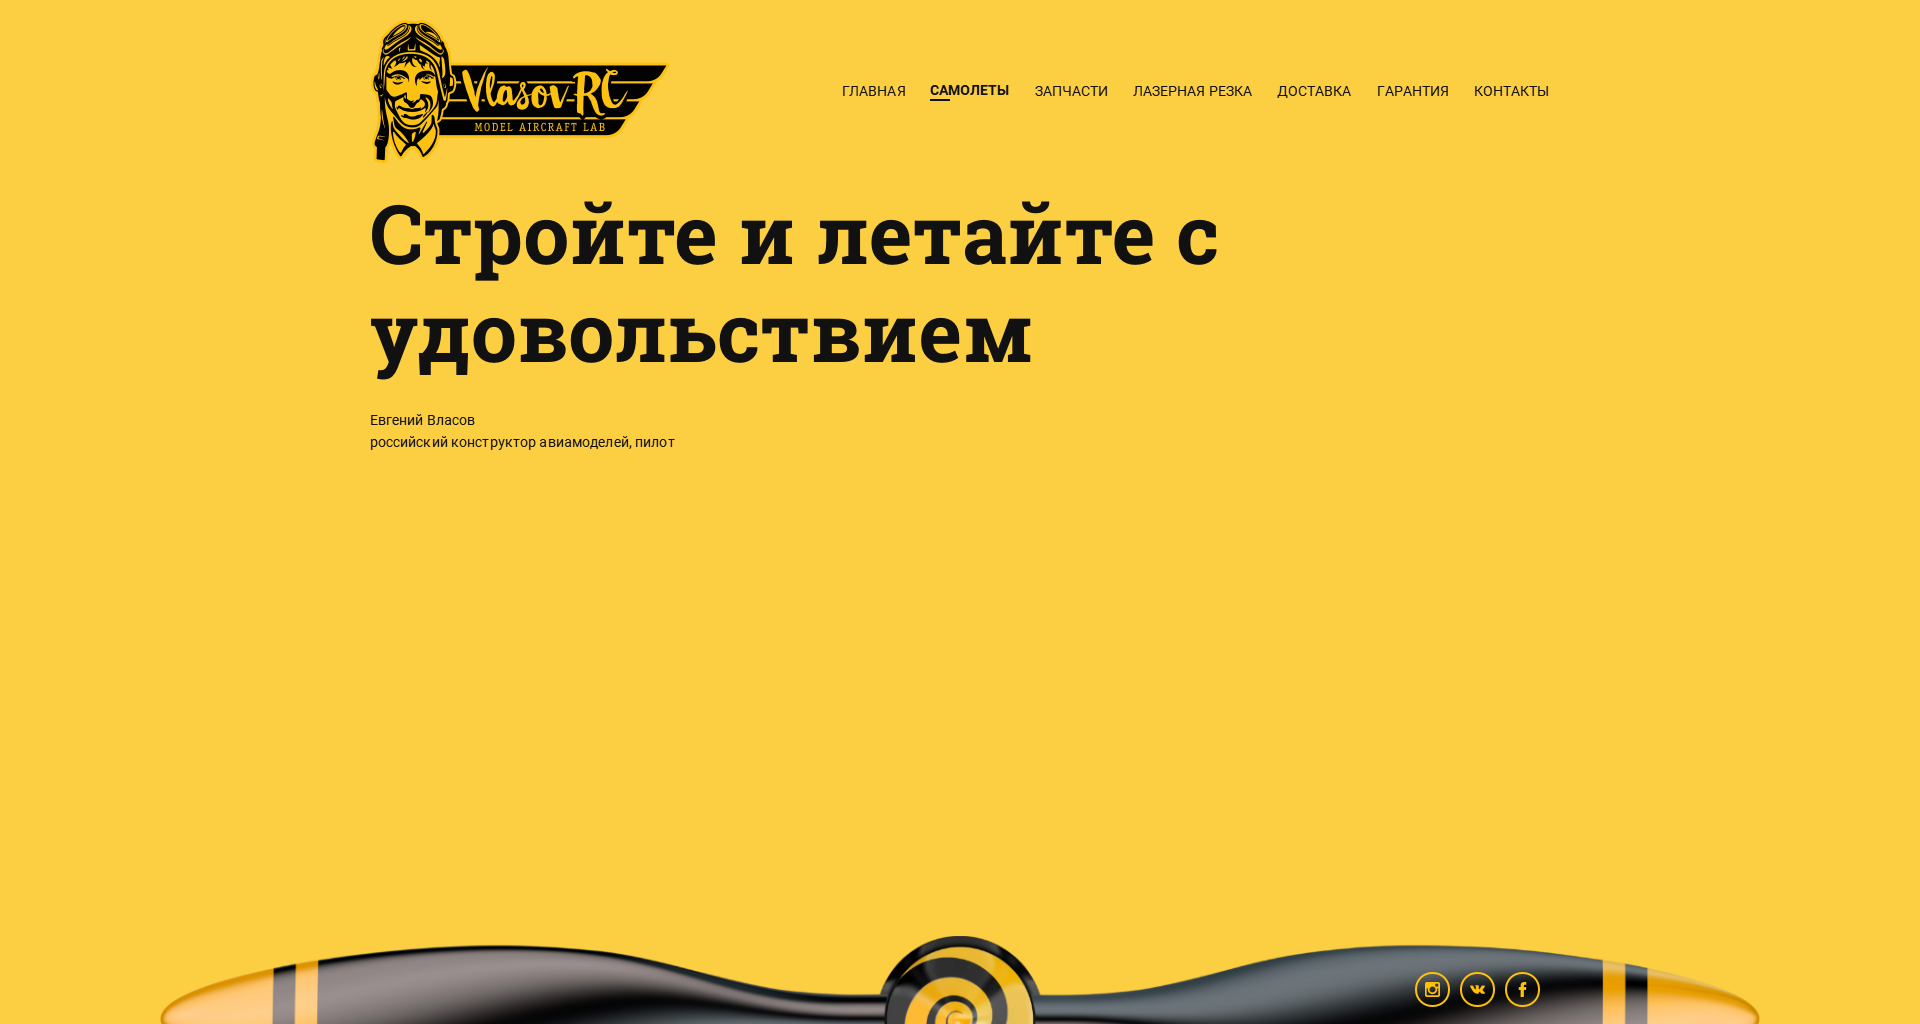 Vlasov RC
MODEL AIRCRAFT LAB
ГЛАВНАЯ САМОЛЕТЫ ЗАПЧАСТИ ЛАЗЕРНАЯ РЕЗКА ДОСТАВКА ГАРАНТИЯ КОНТАКТЫ
Стройте и летайте с
удовольствием
Евгений Власов
российский конструктор авиамоделей, пилот